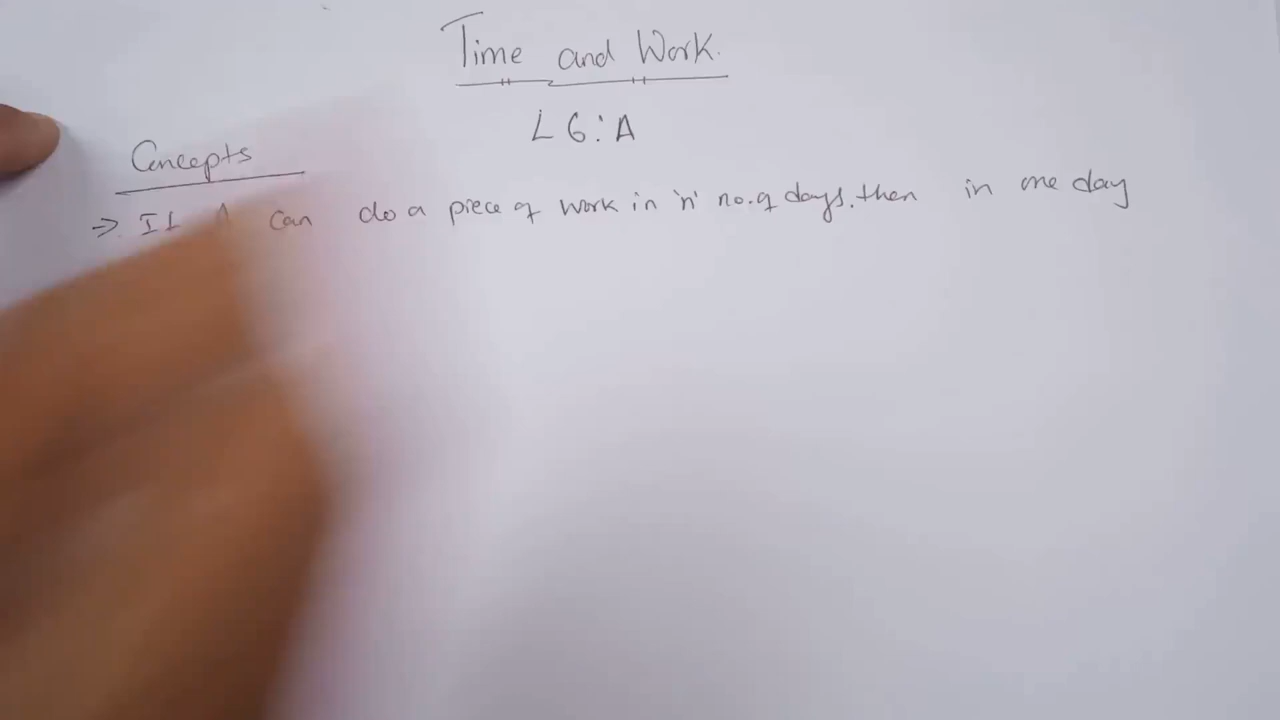 Time and Work.
L6:A
Concepts
→ If A can do a piece of work in 'n' no. of days. then in one day